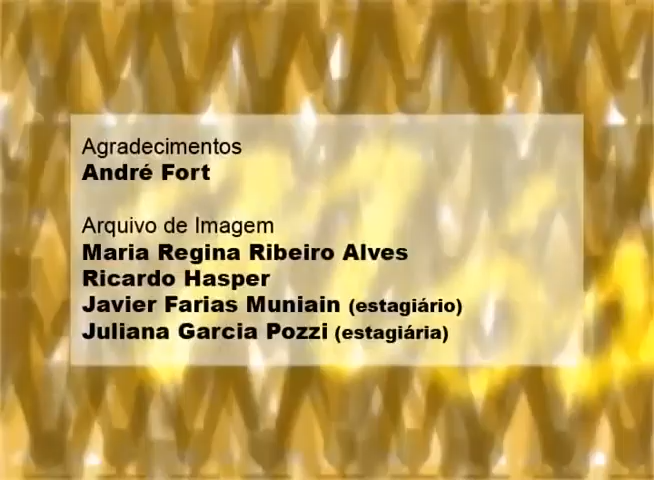 Agradecimentos
André Fort
Arquivo de Imagem
Maria Regina Ribeiro Alves
Ricardo Hasper
Javier Farias Muniain (estagiário)
Juliana Garcia Pozzi (estagiária)